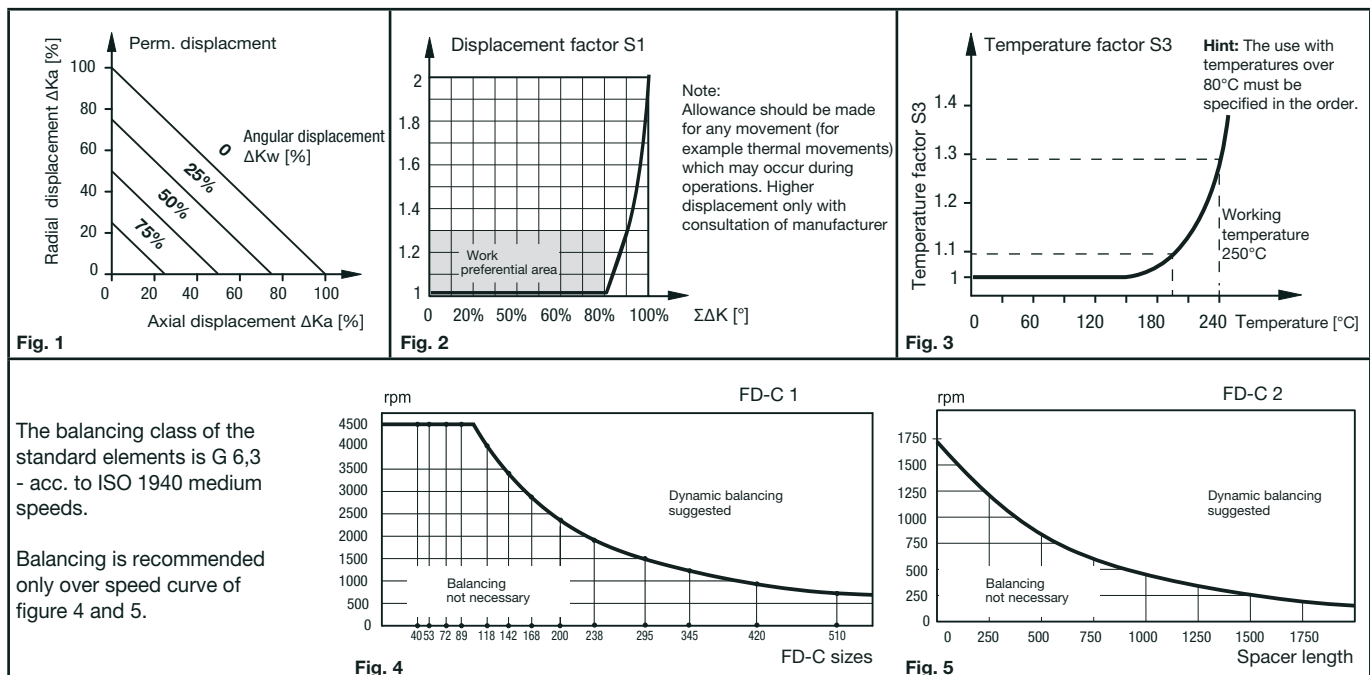 Perm. displacment
Radial displacement ΔKa [%]
100
80
60
40
20
0
Angular displacement
ΔKw [%]
0
25%
50%
75%
0 20 40 60 80 100
Axial displacement ΔKa [%]
Fig. 1
Displacement factor S1
2
1.8
1.6
1.4
1.2
1
Work
preferential area
0 20% 50% 60% 80% 100% ΣΔK [°]
Note:
Allowance should be made
for any movement (for
example thermal movements)
which may occur during
operations. Higher
displacement only with
consultation of manufacturer
Fig. 2
Temperature factor S3
Hint: The use with
temperatures over
80°C must be
specified in the order.
Temperature factor S3
1.4
1.3
1.2
1.1
1
Working
temperature
250°C
0 60 120 180 240 Temperature [°C]
Fig. 3
The balancing class of the
standard elements is G 6,3
- acc. to ISO 1940 medium
speeds.
Balancing is recommended
only over speed curve of
figure 4 and 5.
rpm
FD-C 1
4500
4000
3500
3000
2500
2000
1500
1000
500
0
Dynamic balancing
suggested
Balancing
not necessary
40 53 72 89 118 142 168 200 238 295 345 420 510
FD-C sizes
Fig. 4
rpm
FD-C 2
1750
1500
1250
1000
750
500
250
0
Dynamic balancing
suggested
Balancing
not necessary
0 250 500 750 1000 1250 1500 1750
Spacer length
Fig. 5